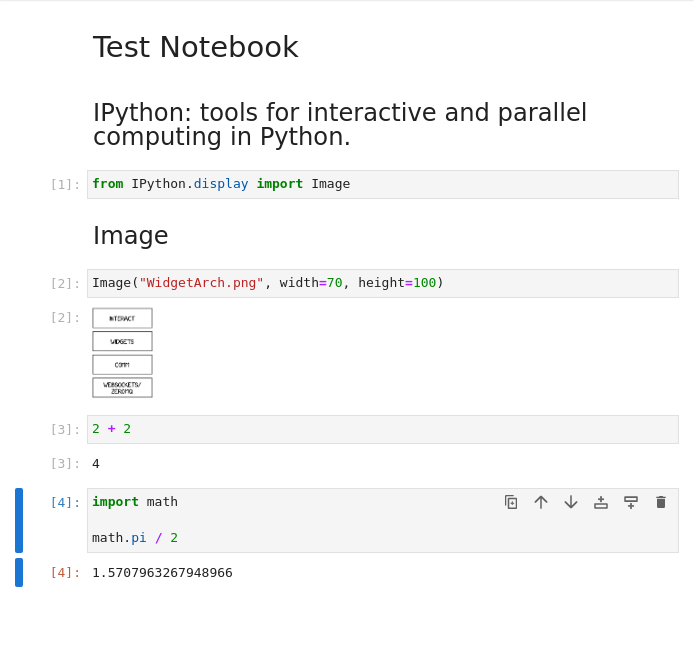 Test Notebook
IPython: tools for interactive and parallel
computing in Python.
[1]: from IPython.display import Image
Image
[2]: Image("WidgetArch.png", width=70, height=100)
[2]: INTERACT
WIDGETS
COMM
WEBSOCKETS/
ZEROMQ
[3]: 2 + 2
[3]: 4
[4]: import math
math.pi / 2
[4]: 1.5707963267948966